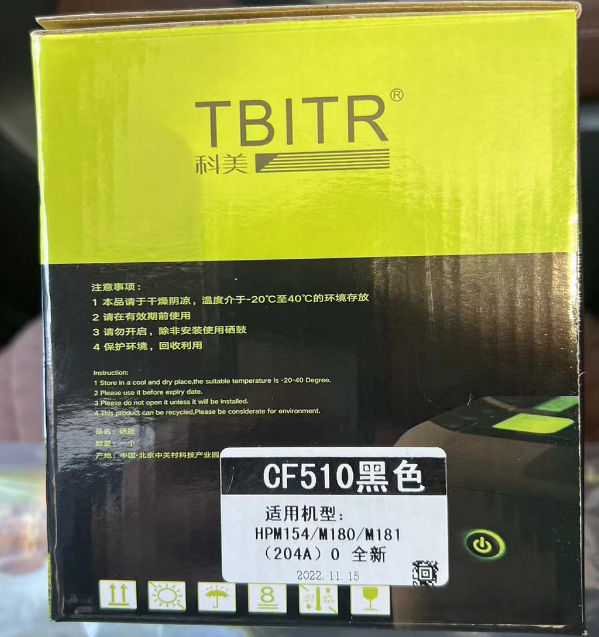 TBITR®
科美
注意事项：
1 本品请于干燥阴凉，温度介于-20℃至40℃的环境存放
2 请在有效期前使用
3 请勿开启，除非安装使用硒鼓
4 保护环境，回收利用
Instruction:
1 Store in a cool and dry place,the suitable temperature is -20-40 Degree.
2 Please use it before expiry date.
3 Please do not open it unless it will be installed.
4 This product can be recycled,Please be considerate for environment.
品名：硒鼓
数量：一个
产地：中国·北京中关村科技产业园
CF510黑色
适用机型：
HPM154/M180/M181
（204A）0 全新
2022.11.15
8